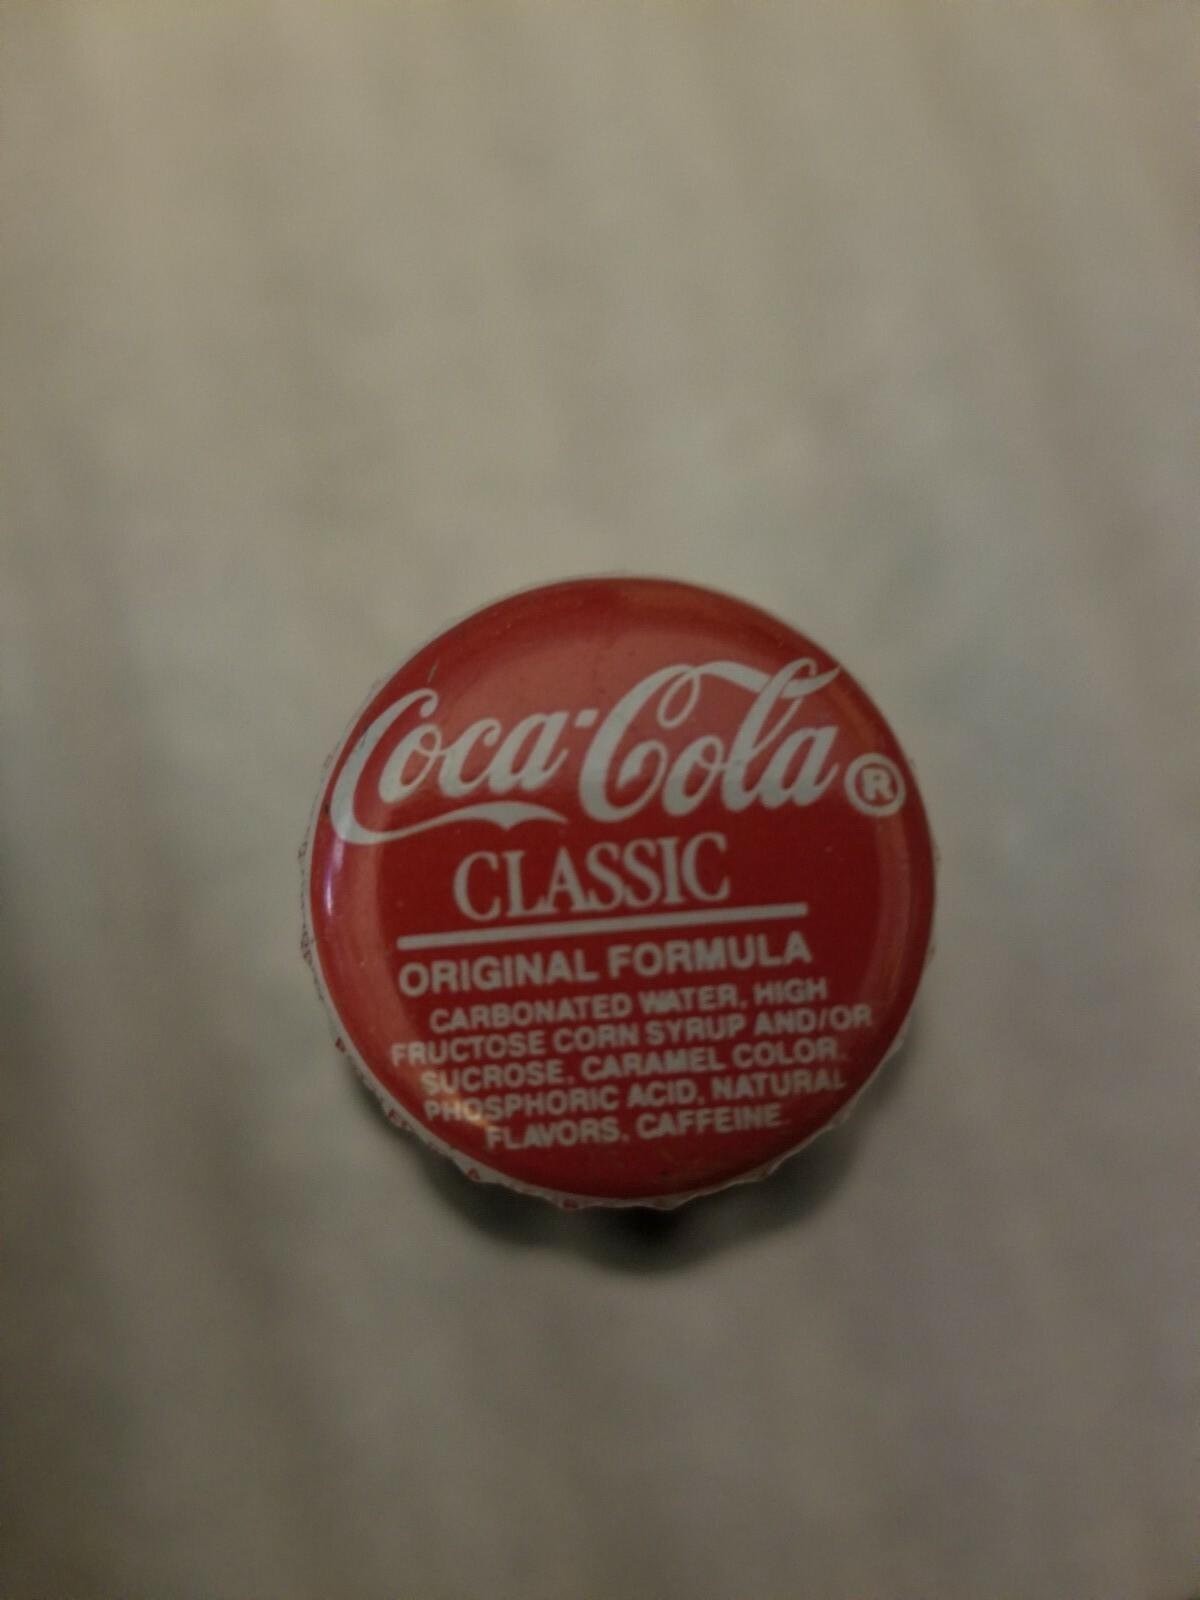 Coca-Cola ®
CLASSIC
ORIGINAL FORMULA
CARBONATED WATER, HIGH
FRUCTOSE CORN SYRUP AND/OR
SUCROSE, CARAMEL COLOR,
PHOSPHORIC ACID, NATURAL
FLAVORS, CAFFEINE.